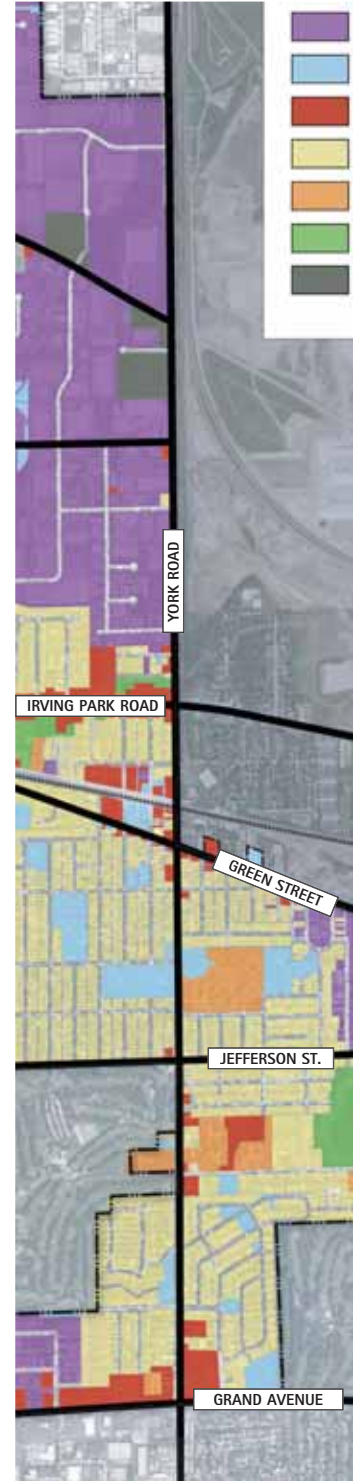 YORK ROAD
IRVING PARK ROAD
GREEN STREET
JEFFERSON ST.
GRAND AVENUE